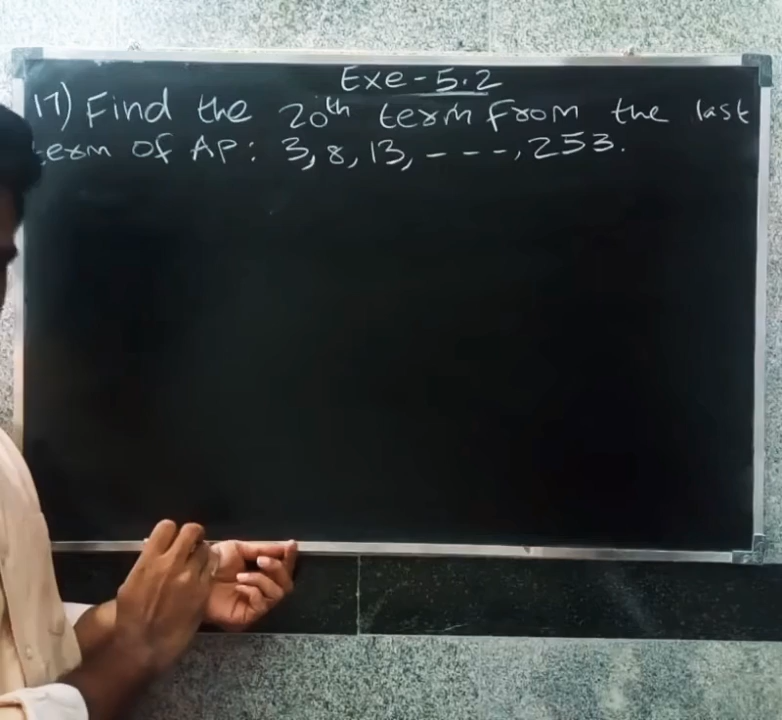 Exe-5.2
17) Find the 20th term from the last
term of AP: 3, 8, 13, - - - -, 253.